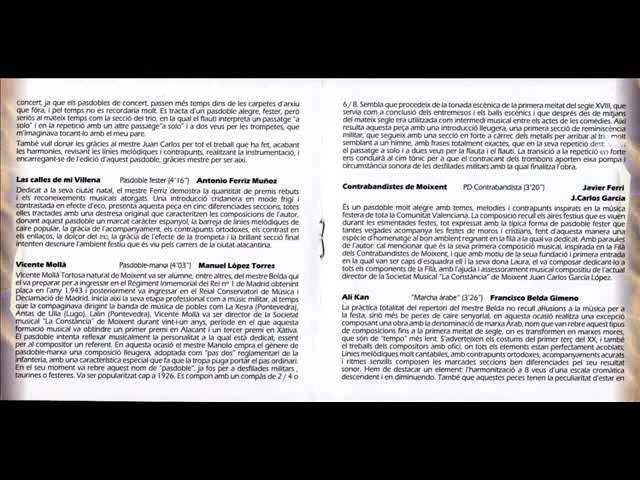 concert, ja que els pasdobles de concert, passen més temps dins de les carpetes d'arxiu
que fóra, i pel temps no es recordaria molt. Es tracta d'un pasdoble alegre, fester, però
seriós al mateix temps com la secció del trio, en la qual el flautí interpreta un passatge "a
solo" i en la repetició amb un altre passatge"a solo" i a dos veus per les trompetes, que
m'imaginava tocant-lo amb el meu pare.
També vull donar les gràcies al mestre Juan Carles per tot el treball que ha fet, acabant
les harmonies, revisant les línies melòdiques i contrapunts, realitzant la instrumentació, i
encarregant-se de l'edició d'aquest pasdoble, gràcies mestre per ser així.
Las calles de mi Villena Pasdoble fester (4'16") Antonio Ferriz Muñoz
Dedicat a la seva ciutat natal, el mestre Ferriz demostra la quantitat de premis rebuts
i els reconeixements musicals atorgats. Una introducció cridanera en mode frigi i
contrastada en efecte d'eco, presenta aquesta peça en cinc diferenciades seccions, totes
elles tractades amb una destresa original que caracteritzen les composicions de l'autor,
donant aquest pasdoble un marcat caràcter espanyol, la barreja de línies melòdiques de
caire popular, la gràcia de l'acompanyament, els contrapunts ortodoxes, els contrast en
els enllaços, la dolçor del trio, la gràcia de l'efecte de la trompeta i la brillant secció final
intenten descriure l'ambient festiu que és viu pels carrers de la ciutat alacantina.
Vicente Mollà Pasdoble-marxa (4'03") Manuel López Torres
Vicente Mollà Tortosa natural de Moixent va ser alumne, entre altres, del mestre Belda qui
el va preparar per a ingressar en el Regiment Inmemorial del Rei nº 1 de Madrid obtenint
plaça en l'any 1.943 i posteriorment va ingressar en el Reial Conservatori de Música i
Declamació de Madrid. Inicia així la seva etapa professional com a músic militar, al temps
que la compaginava dirigint la banda de música de pobles com La Xesra (Pontevedra),
Antas de Ulla (Lugo), Lalín (Pontevedra). Vicente Mollà va ser director de la Societat
musical "La Constància" de Moixent durant vint-i-un anys, període en el que aquesta
formació musical va obtindre un primer premi en Alacant i un tercer premi en Xàtiva.
El pasdoble intenta reflexar musicalment la personalitat a la qual està dedicat, essent
per al compositor un referent. En aquesta ocasió el mestre Manolo empra el gènere de
pasdoble-marxa una composició lleugera, adoptada com "pas dos" reglamentari de la
infanteria, amb una característica especial que fa que la tropa puga portar el pas ordinari.
En el seu moment va rebre aquest nom de "pasdoble", ja fos per a desfilades militars ,
taurines o festeres. Va ser popularitzat cap a 1926. Es compon amb un compàs de 2 / 4 o
6 / 8. Sembla que procedeix de la tonada escènica de la primera meitat del segle XVIII, que
servia com a conclusió dels entremesos i els balls escènics i que després des de mitjans
del mateix segle era utilitzada com intermedi musical entre els actes de les comèdies. Així
resulta aquesta peça amb una introducció lleugera, una primera secció de reminiscència
militar, que segueix amb una secció en forte a càrrec dels metalls per arribar al trio molt
semblant a un himne, amb frases totalment exactes, que en la seva repetició destaca
el passatge a solo i a dues veus per la flauta i el flautí. La transició a la repetició en forte
ens conduirà al cim tònic per a que el contracant dels trombons aporten eixa pompa i
circumstància sonora de les desfilades militars amb el que conduirà a la gran final.
Contrabandistes de Moixent PD Contrabandista (3'20") Javier Ferri
J.Carlos Garcia
És un pasdoble molt alegre amb temes, melodies i contrapunts inspirats en la música
festera de tota la Comunitat Valenciana. La composició recull els aires festius que es viuen
durant tot el recorregut festiu, tot expressat amb la típica forma de pasdoble fester que
tantes vegades acompanya les festes de moros i cristians, fent d'aquesta manera una
espècie d'homenatge al bon ambient regnant en la filà a la qual va dedicat. Amb paraules
de l'autor: cal mencionar que és la seva primera composició musical, inspirada en la Filà
dels Contrabandistes de Moixent, i que amb motiu de la seua fundació i primera entrada
en la qual van ser caps d'esquadra ell i la seva dona Laura, el va composar dedicant-lo a
tots els components de la Filà, amb l'ajuda i assessorament musical compositiu de l'actual
director de la Societat Musical "La Constància" de Moixent Juan Carlos García López.
Ali Kan "Marcha árabe" (3'26") Francisco Belda Gimeno
La pràctica totalitat del repertori del mestre Belda no recull al·lusions a la música per a
la festa, sinó més be peces de caire senyorial, en aquesta ocasió realitza una excepció
composant una obra amb la denominació de marxa Àrab, nom que van rebre aquest tipus
de composicions en la primeritat meitat de segle, on es transformen en marxes mores,
que són de "tempo" més lent. S'adverteixen els costums del primer terç del XX, i també
el treballs dels compositors amb ofici, on tots els elements estan perfectament acoblats;
Línies melòdiques molt cantabiles, amb contrapunts ortodoxes, acompanyaments acurats
i ritmes senzills composen les marcades seccions ben diferenciades per el seu modo
resolut. Hem de destacar un element: l'harmonització a 8 veus d'un escala cromàtica
descendent i en diminuendo. També que aquestes peces tenen la peculiaritat d'estar en